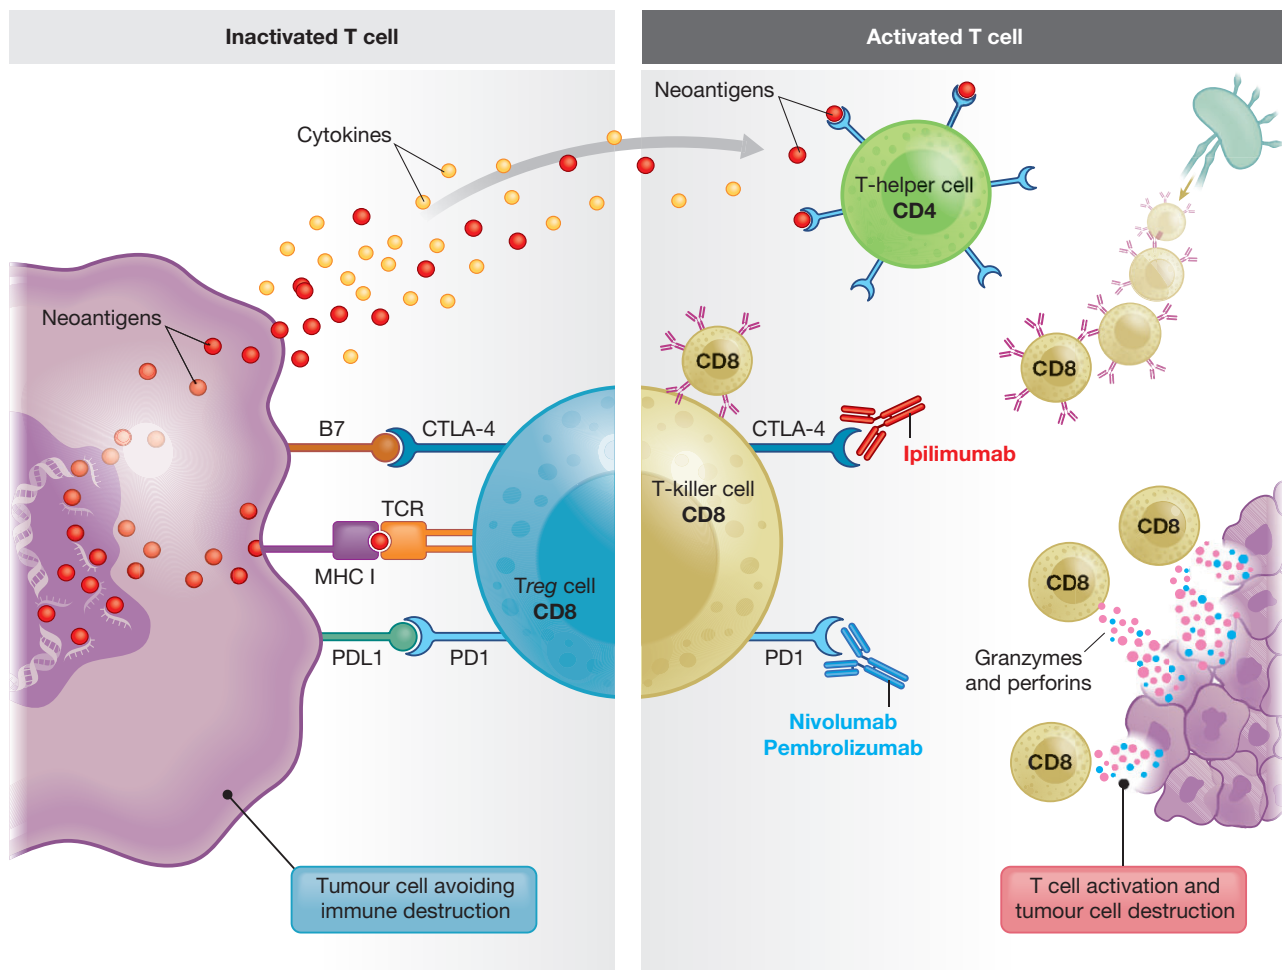 Inactivated T cell
Cytokines
Neoantigens
B7
CTLA-4
TCR
MHC I
Treg cell
CD8
PDL1
PD1
Tumour cell avoiding
immune destruction
Activated T cell
Neoantigens
T-helper cell
CD4
CD8
CD8
CTLA-4
Ipilimumab
T-killer cell
CD8
PD1
Nivolumab
Pembrolizumab
CD8
CD8
Granzymes
and perforins
CD8
T cell activation and
tumour cell destruction